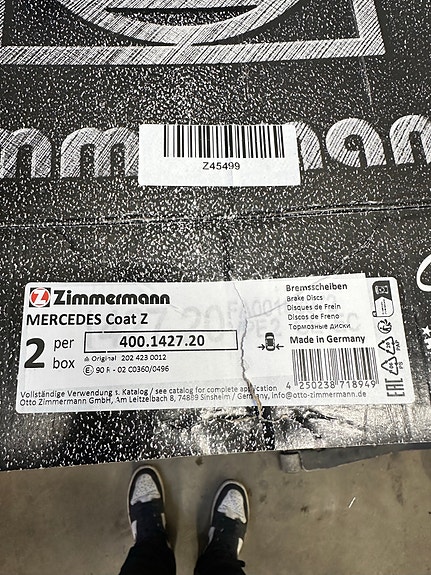 Z45499
Zimmermann
MERCEDES Coat Z
2 per box
400.1427.20
Original 202 423 0012
E 90 R - 02 C0360/0496
Bremsscheiben
Brake Discs
Disques de Frein
Discos de Freno
Тормозные диски
Made in Germany
4 250238 718949
EAC
Vollständige Verwendung s. Katalog / see catalog for complete application
Otto Zimmermann GmbH, Am Leitzelbach 8, 74889 Sinsheim / Germany, info@otto-zimmermann.de